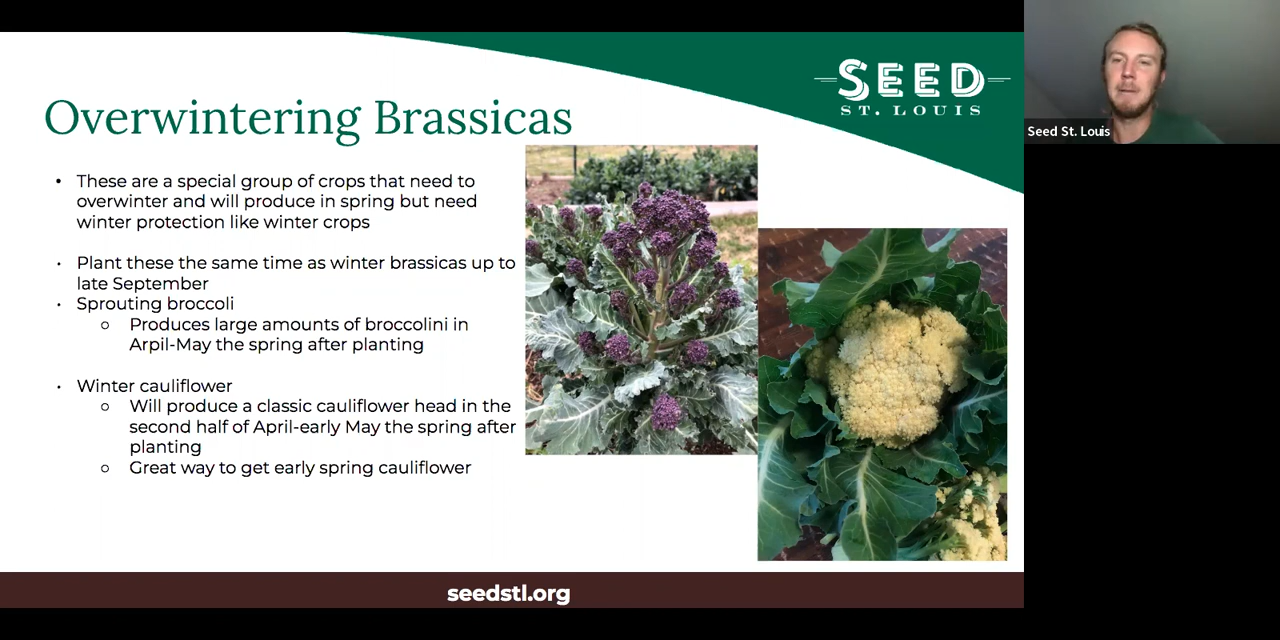 SEED
ST. LOUIS
Seed St. Louis
Overwintering Brassicas
• These are a special group of crops that need to
overwinter and will produce in spring but need
winter protection like winter crops
• Plant these the same time as winter brassicas up to
late September
• Sprouting broccoli
○ Produces large amounts of broccolini in
Arpil-May the spring after planting
• Winter cauliflower
○ Will produce a classic cauliflower head in the
second half of April-early May the spring after
planting
○ Great way to get early spring cauliflower
seedstl.org